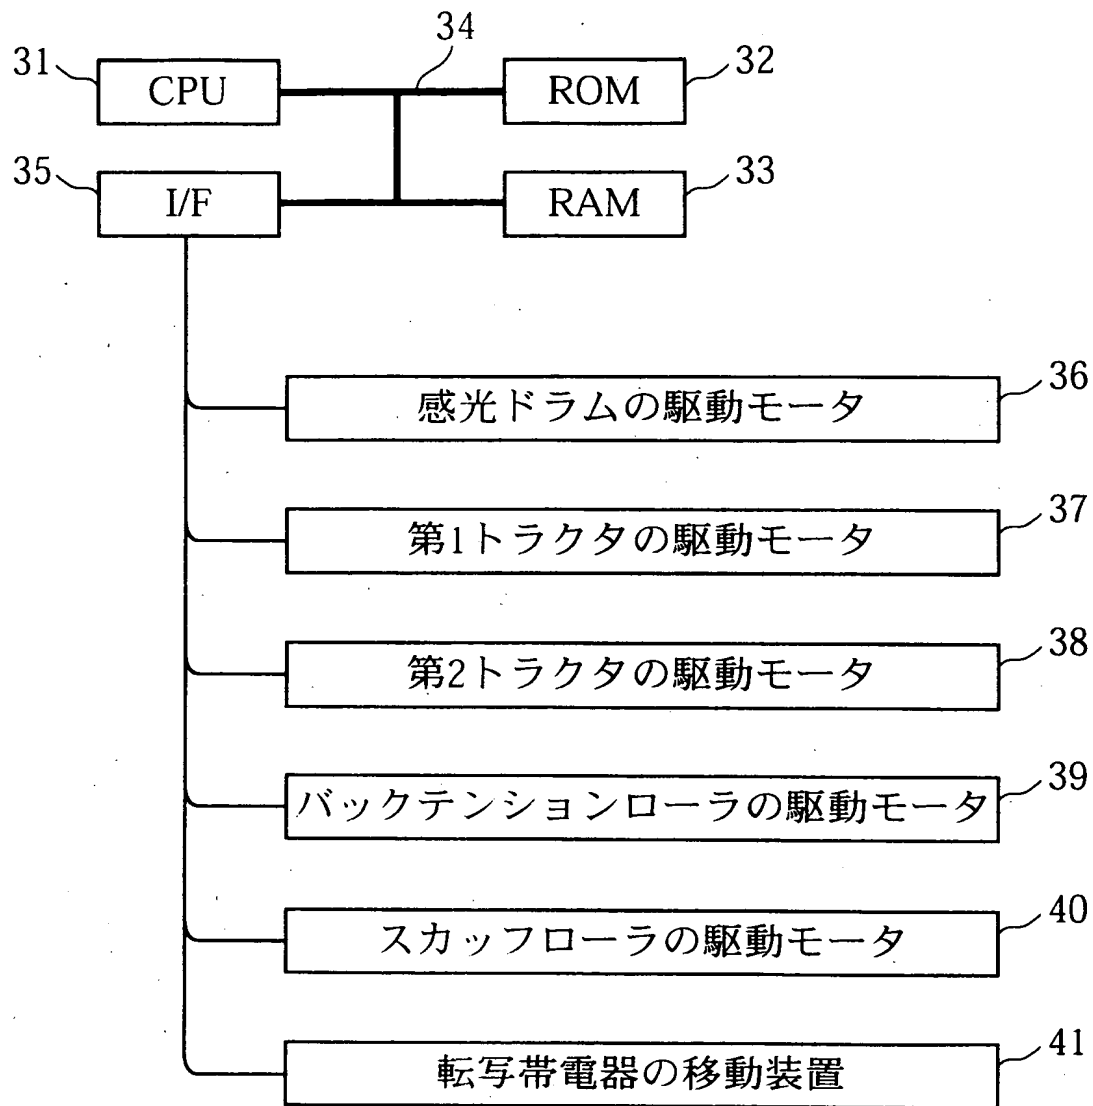 34
31 CPU ROM 32
35 I/F RAM 33
感光ドラムの駆動モータ 36
第1トラクタの駆動モータ 37
第2トラクタの駆動モータ 38
バックテンションローラの駆動モータ 39
スカッフローラの駆動モータ 40
転写帯電器の移動装置 41